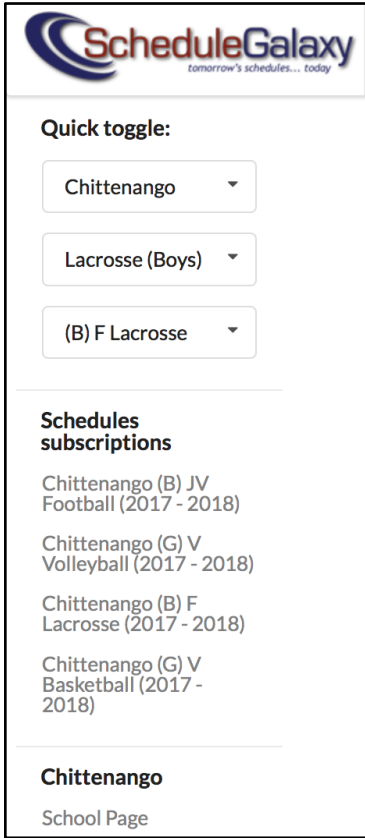 ScheduleGalaxy
tomorrow's schedules... today
Quick toggle:
Chittenango
Lacrosse (Boys)
(B) F Lacrosse
Schedules
subscriptions
Chittenango (B) JV
Football (2017 - 2018)
Chittenango (G) V
Volleyball (2017 - 2018)
Chittenango (B) F
Lacrosse (2017 - 2018)
Chittenango (G) V
Basketball (2017 -
2018)
Chittenango
School Page